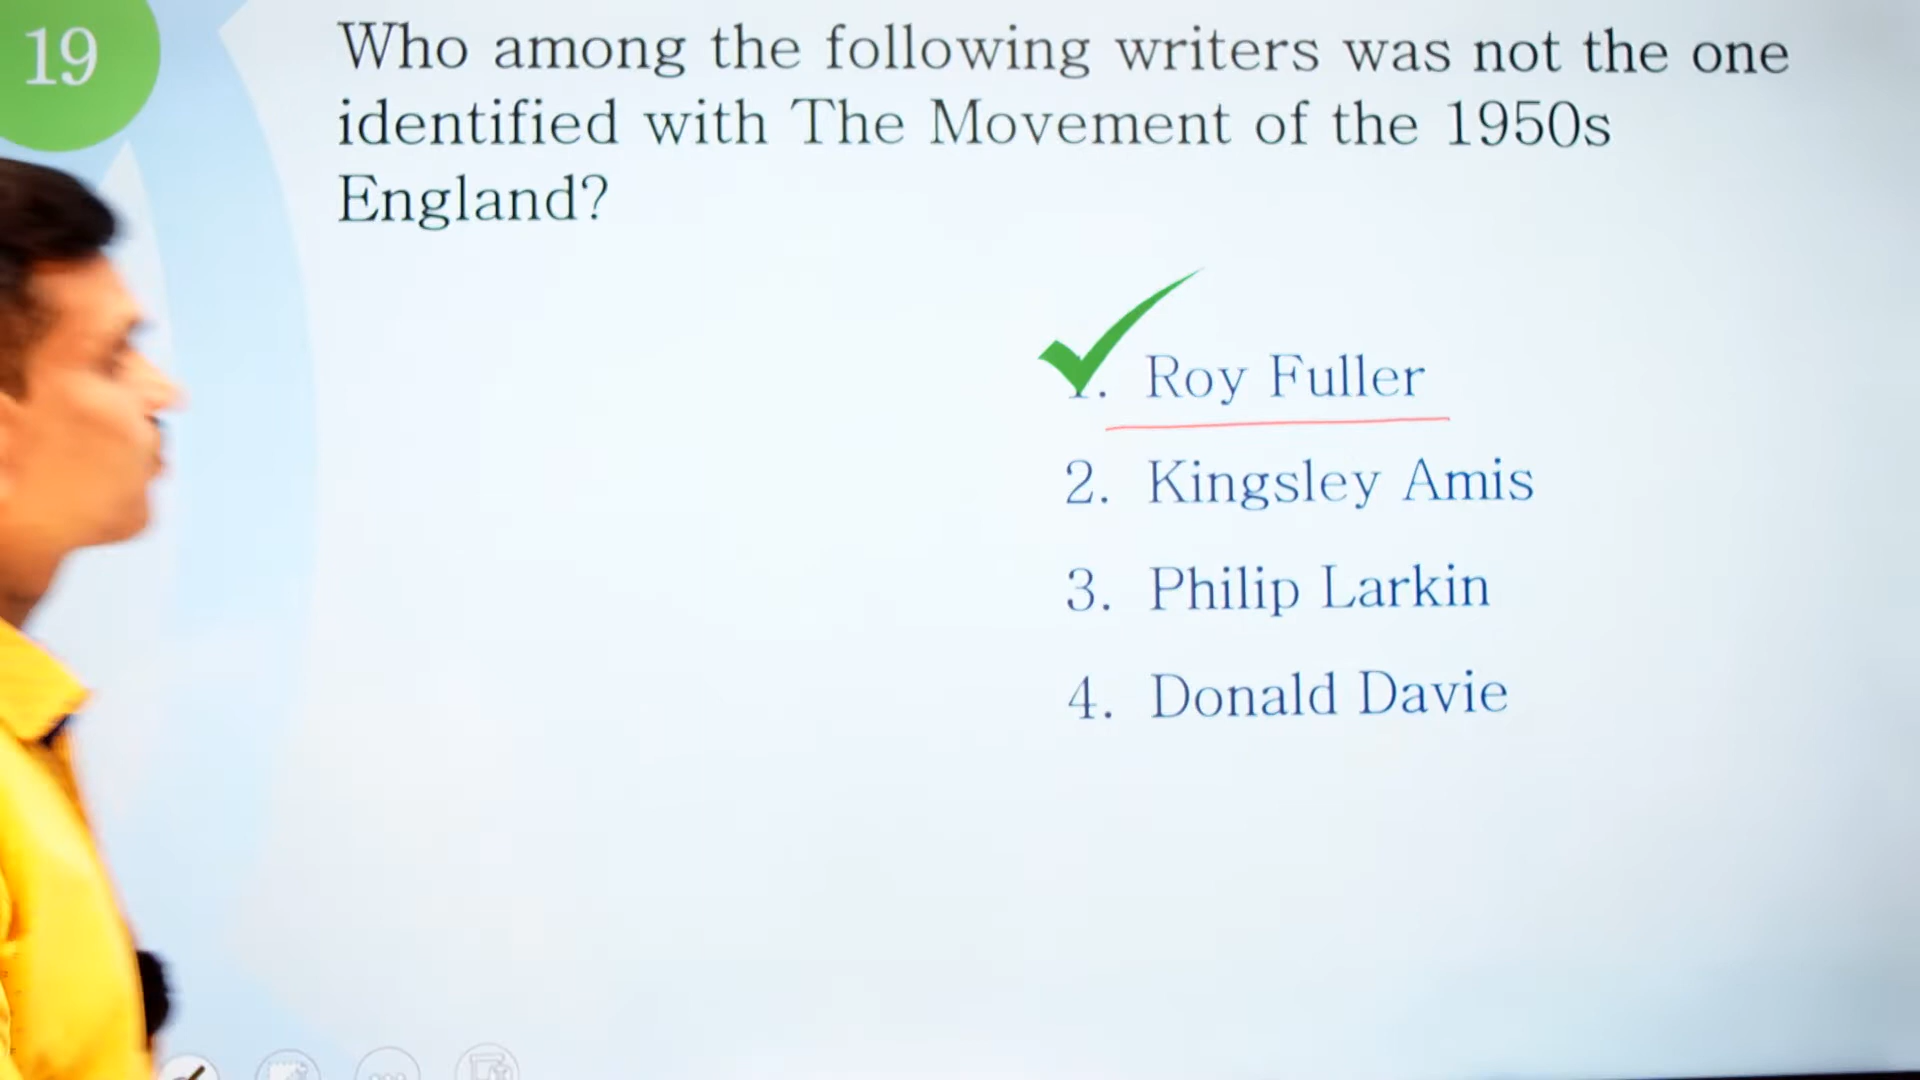 19
Who among the following writers was not the one
identified with The Movement of the 1950s
England?
1. Roy Fuller
2. Kingsley Amis
3. Philip Larkin
4. Donald Davie